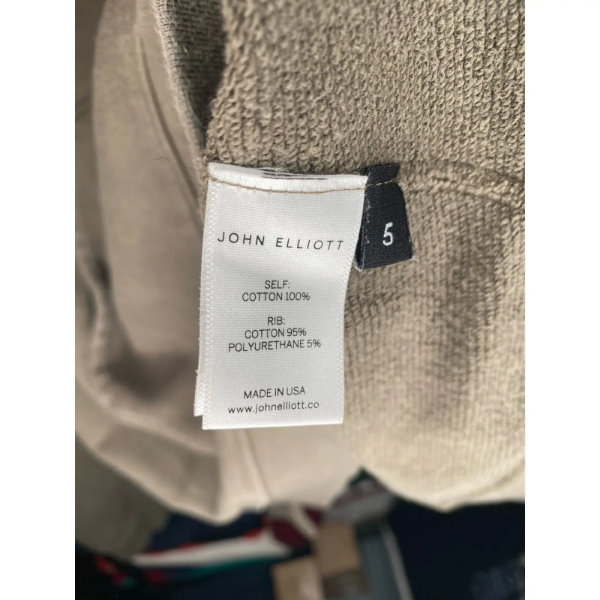 JOHN ELLIOTT
5
SELF:
COTTON 100%
RIB:
COTTON 95%
POLYURETHANE 5%
MADE IN USA
www.johnelliott.co